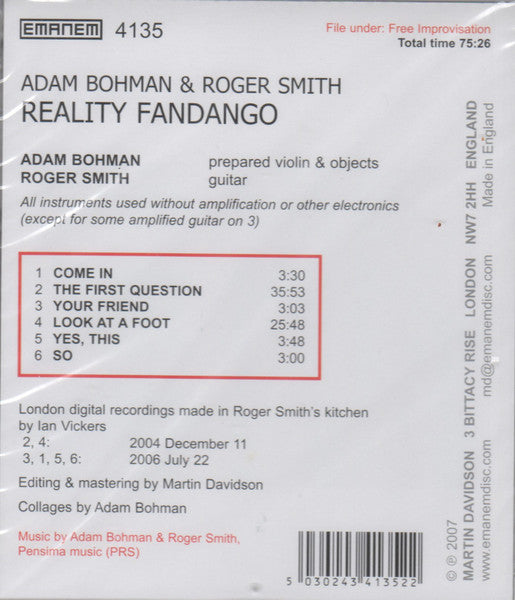 EMANEM 4135
File under: Free Improvisation
Total time 75:26
ADAM BOHMAN & ROGER SMITH
REALITY FANDANGO
ADAM BOHMAN prepared violin & objects
ROGER SMITH guitar
All instruments used without amplification or other electronics
(except for some amplified guitar on 3)
1 COME IN 3:30
2 THE FIRST QUESTION 35:53
3 YOUR FRIEND 3:03
4 LOOK AT A FOOT 25:48
5 YES, THIS 3:48
6 SO 3:00
London digital recordings made in Roger Smith's kitchen
by Ian Vickers
2, 4: 2004 December 11
3, 1, 5, 6: 2006 July 22
Editing & mastering by Martin Davidson
Collages by Adam Bohman
Music by Adam Bohman & Roger Smith,
Pensima music (PRS)
5 030243 413522
© ℗ 2007
MARTIN DAVIDSON 3 BITTACY RISE LONDON NW7 2HH ENGLAND
www.emanemdisc.com md@emanemdisc.com Made in England